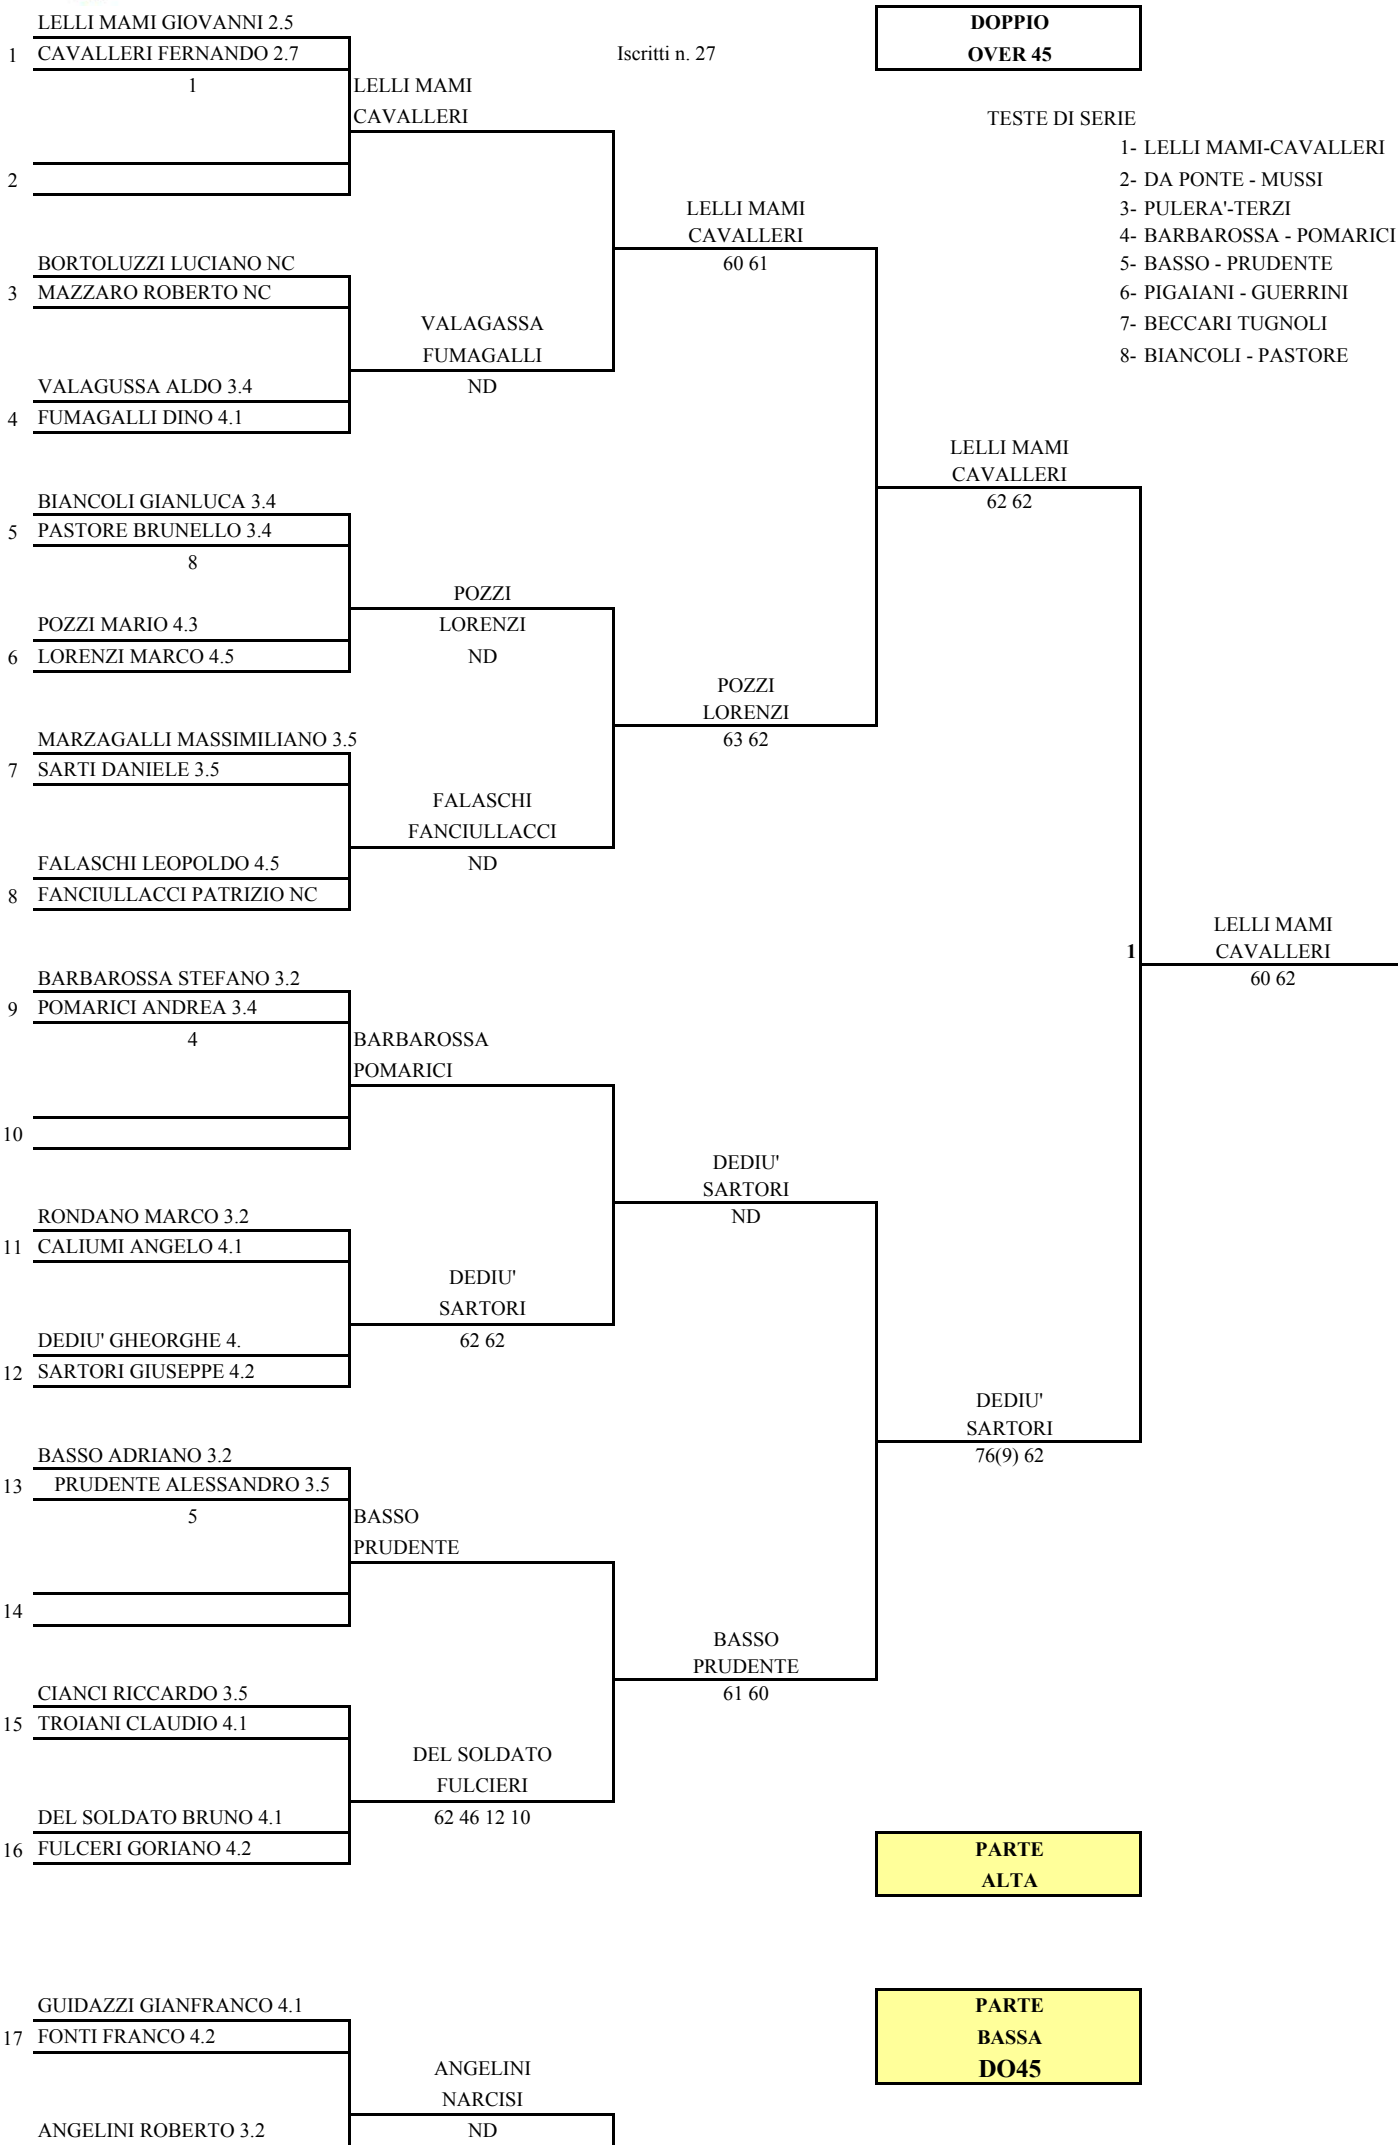 LELLI MAMI GIOVANNI 2.5
1 CAVALLERI FERNANDO 2.7
1
Iscritti n. 27
DOPPIO
OVER 45
LELLI MAMI
CAVALLERI
2
TESTE DI SERIE
1- LELLI MAMI-CAVALLERI
2- DA PONTE - MUSSI
3- PULERA'-TERZI
4- BARBAROSSA - POMARICI
5- BASSO - PRUDENTE
6- PIGAIANI - GUERRINI
7- BECCARI TUGNOLI
8- BIANCOLI - PASTORE
LELLI MAMI
CAVALLERI
60 61
BORTOLUZZI LUCIANO NC
3 MAZZARO ROBERTO NC
VALAGASSA
FUMAGALLI
ND
VALAGUSSA ALDO 3.4
4 FUMAGALLI DINO 4.1
LELLI MAMI
CAVALLERI
62 62
BIANCOLI GIANLUCA 3.4
5 PASTORE BRUNELLO 3.4
8
POZZI
LORENZI
ND
POZZI MARIO 4.3
6 LORENZI MARCO 4.5
POZZI
LORENZI
63 62
MARZAGALLI MASSIMILIANO 3.5
7 SARTI DANIELE 3.5
FALASCHI
FANCIULLACCI
ND
FALASCHI LEOPOLDO 4.5
8 FANCIULLACCI PATRIZIO NC
1
LELLI MAMI
CAVALLERI
60 62
BARBAROSSA STEFANO 3.2
9 POMARICI ANDREA 3.4
4
BARBAROSSA
POMARICI
10
DEDIU'
SARTORI
ND
RONDANO MARCO 3.2
11 CALIUMI ANGELO 4.1
DEDIU'
SARTORI
62 62
DEDIU' GHEORGHE 4.
12 SARTORI GIUSEPPE 4.2
DEDIU'
SARTORI
76(9) 62
BASSO ADRIANO 3.2
13 PRUDENTE ALESSANDRO 3.5
5
BASSO
PRUDENTE
14
BASSO
PRUDENTE
61 60
CIANCI RICCARDO 3.5
15 TROIANI CLAUDIO 4.1
DEL SOLDATO
FULCIERI
62 46 12 10
DEL SOLDATO BRUNO 4.1
16 FULCERI GORIANO 4.2
PARTE
ALTA
GUIDAZZI GIANFRANCO 4.1
17 FONTI FRANCO 4.2
PARTE
BASSA
DO45
ANGELINI
NARCISI
ND
ANGELINI ROBERTO 3.2